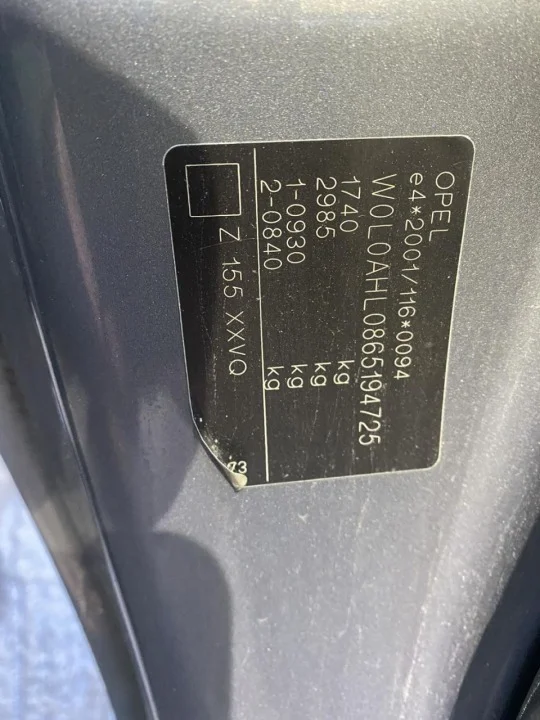 OPEL
e4*2001/116*0094
W0L0AHL0865194725
1740 kg
2985 kg
1-0930 kg
2-0840 kg
Z 155 XXVQ